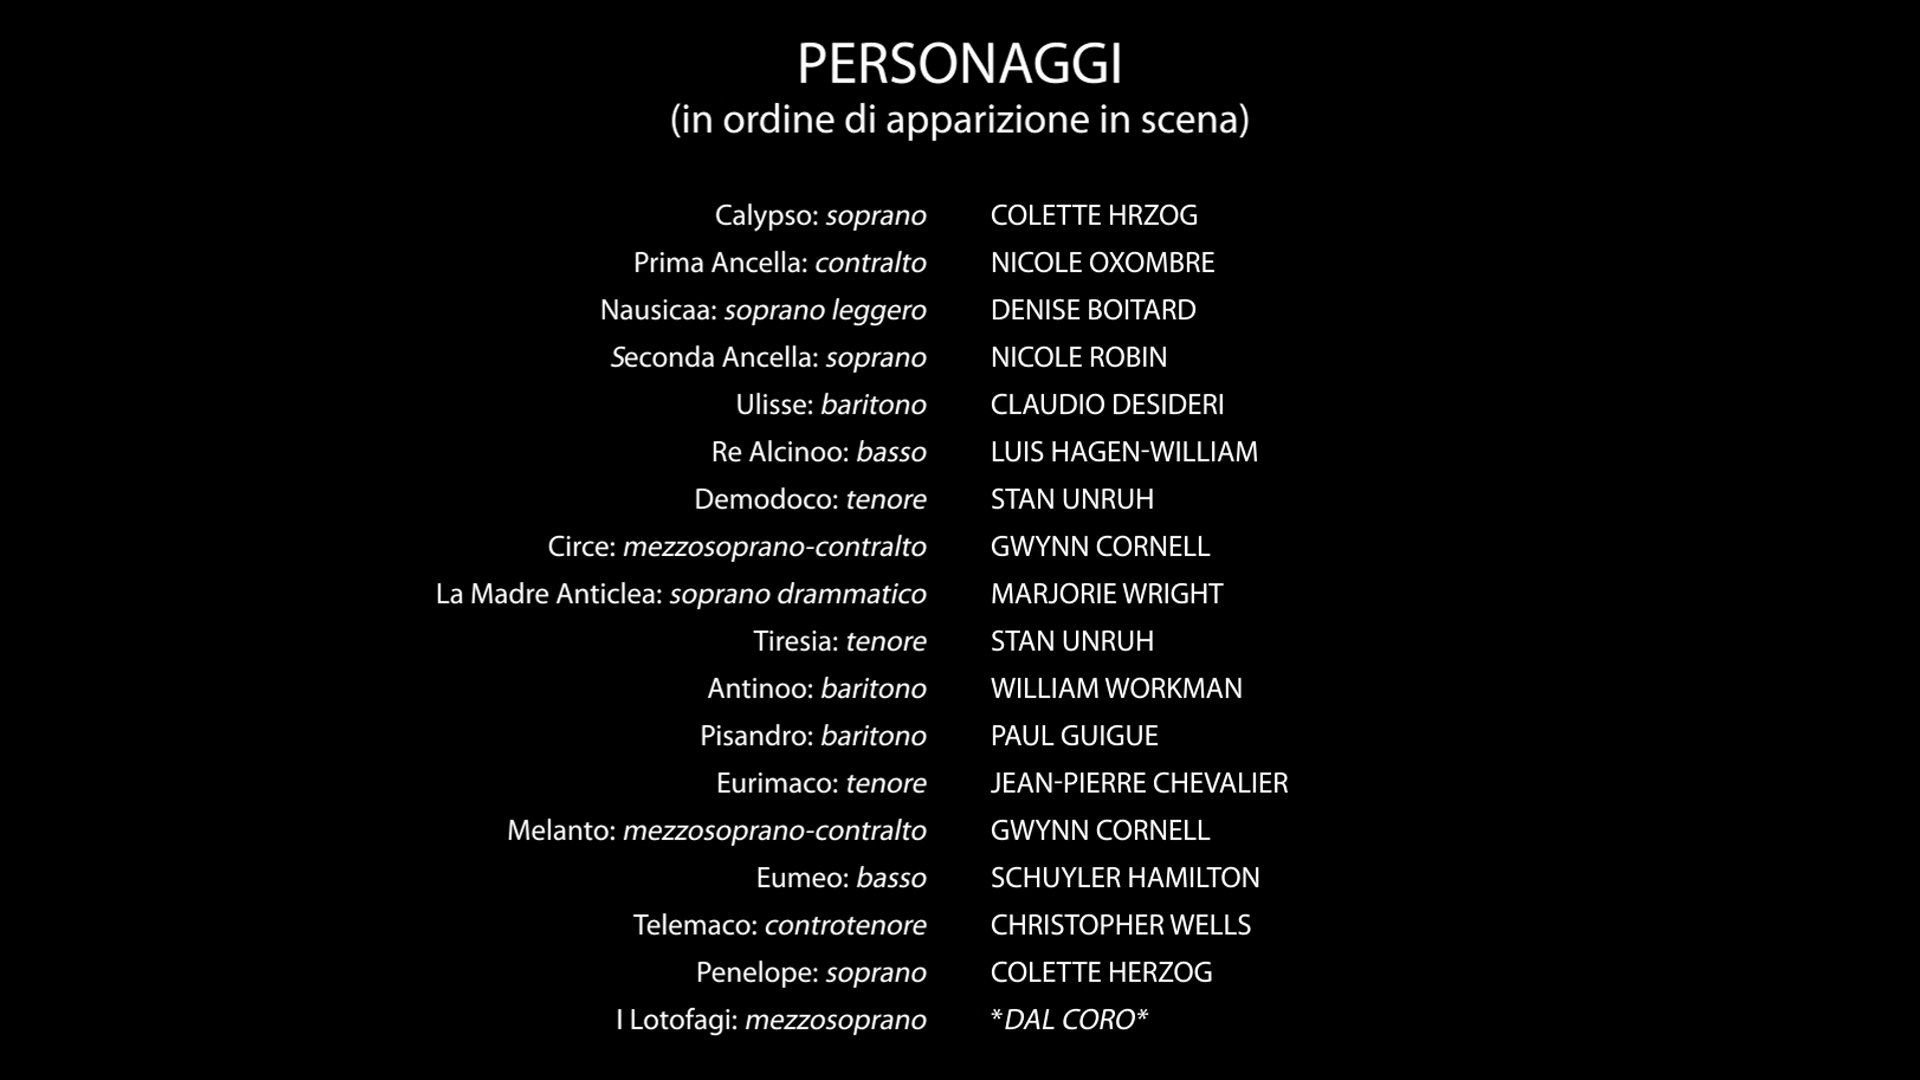 PERSONAGGI
(in ordine di apparizione in scena)
Calypso: soprano COLETTE HRZOG
Prima Ancella: contralto NICOLE OXOMBRE
Nausicaa: soprano leggero DENISE BOITARD
Seconda Ancella: soprano NICOLE ROBIN
Ulisse: baritono CLAUDIO DESIDERI
Re Alcinoo: basso LUIS HAGEN-WILLIAM
Demodoco: tenore STAN UNRUH
Circe: mezzosoprano-contralto GWYNN CORNELL
La Madre Anticlea: soprano drammatico MARJORIE WRIGHT
Tiresia: tenore STAN UNRUH
Antinoo: baritono WILLIAM WORKMAN
Pisandro: baritono PAUL GUIGUE
Eurimaco: tenore JEAN-PIERRE CHEVALIER
Melanto: mezzosoprano-contralto GWYNN CORNELL
Eumeo: basso SCHUYLER HAMILTON
Telemaco: controtenore CHRISTOPHER WELLS
Penelope: soprano COLETTE HERZOG
I Lotofagi: mezzosoprano *DAL CORO*